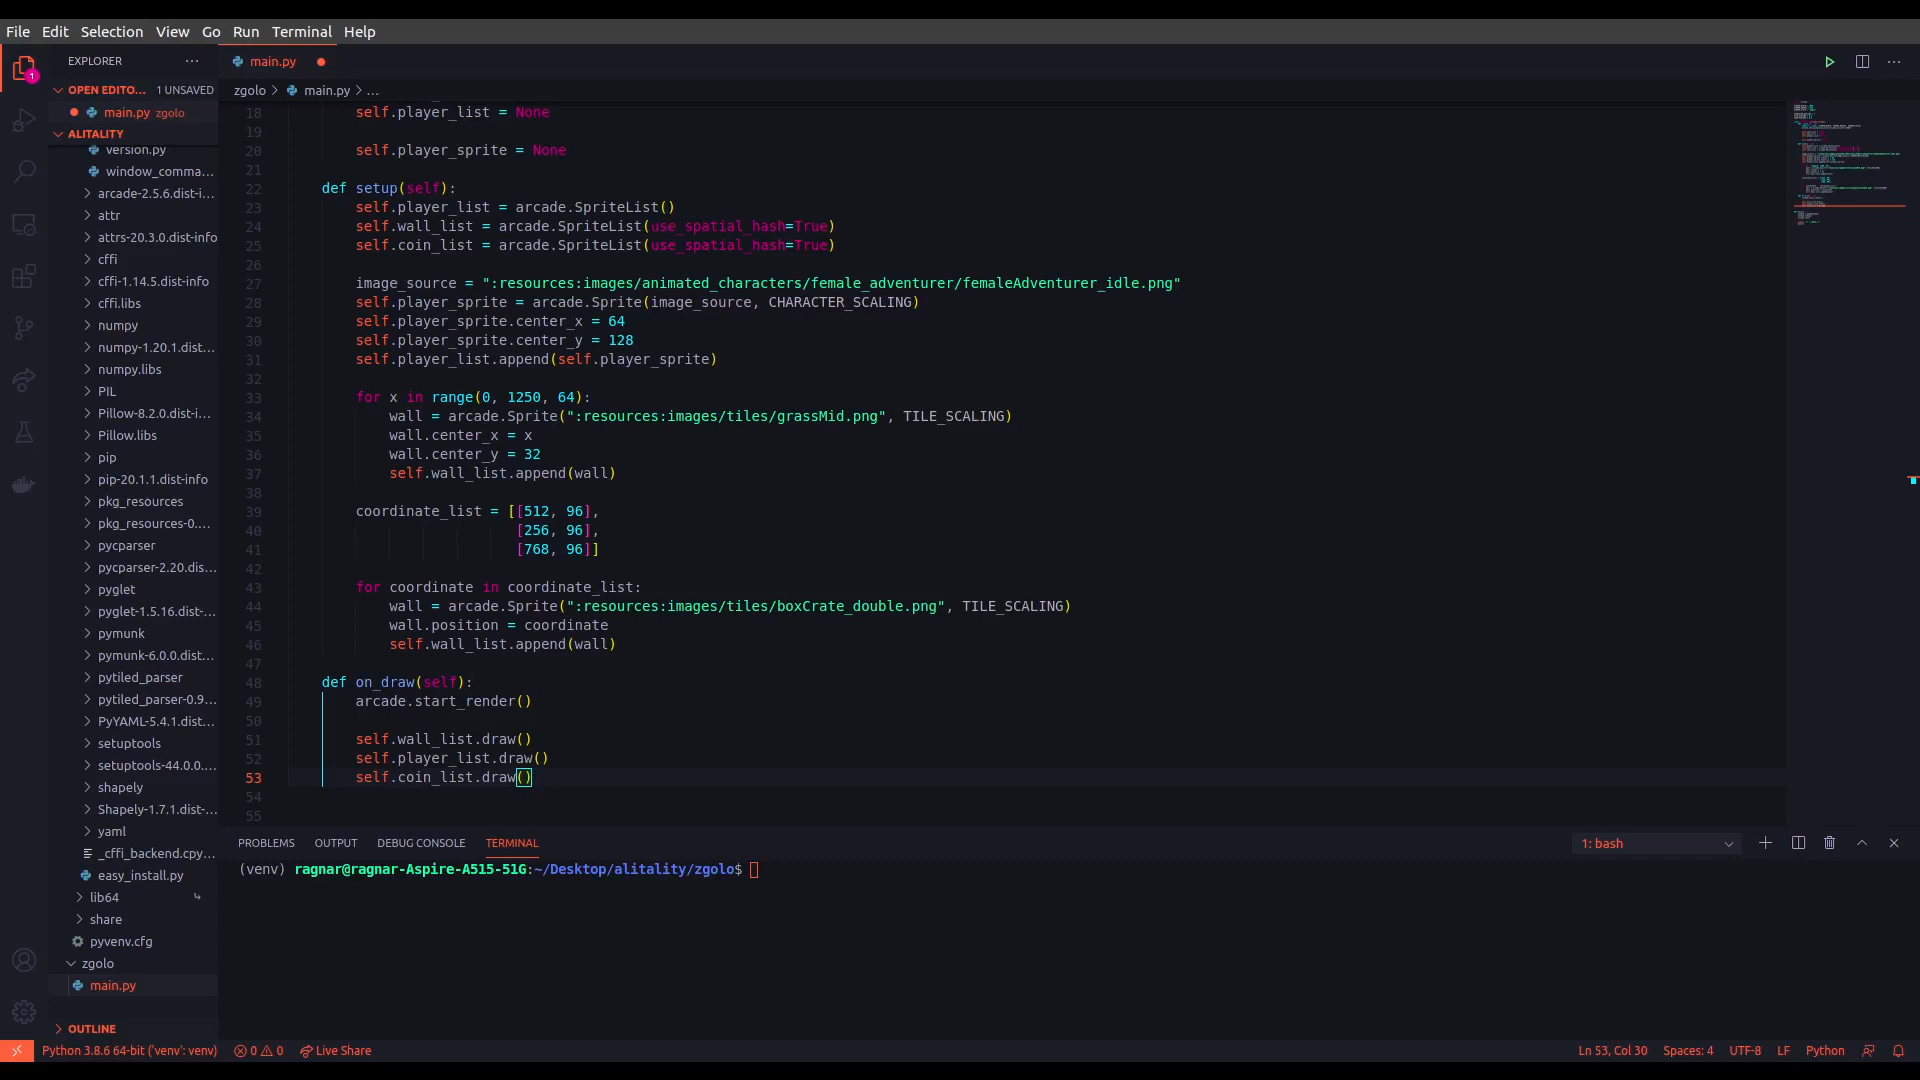 File Edit Selection View Go Run Terminal Help
EXPLORER ···
OPEN EDITO... 1 UNSAVED
main.py zgolo
ALITALITY
version.py
window_comma...
arcade-2.5.6.dist-i...
attr
attrs-20.3.0.dist-info
cffi
cffi-1.14.5.dist-info
cffi.libs
numpy
numpy-1.20.1.dist...
numpy.libs
PIL
Pillow-8.2.0.dist-i...
Pillow.libs
pip
pip-20.1.1.dist-info
pkg_resources
pkg_resources-0....
pycparser
pycparser-2.20.dis...
pyglet
pyglet-1.5.16.dist-...
pymunk
pymunk-6.0.0.dist...
pytiled_parser
pytiled_parser-0.9...
PyYAML-5.4.1.dist...
setuptools
setuptools-44.0.0....
shapely
Shapely-1.7.1.dist-...
yaml
_cffi_backend.cpy...
easy_install.py
lib64
share
pyvenv.cfg
zgolo
main.py
OUTLINE
main.py
zgolo > main.py > ...
18 self.player_list = None
19
20 self.player_sprite = None
21
22 def setup(self):
23 self.player_list = arcade.SpriteList()
24 self.wall_list = arcade.SpriteList(use_spatial_hash=True)
25 self.coin_list = arcade.SpriteList(use_spatial_hash=True)
26
27 image_source = ":resources:images/animated_characters/female_adventurer/femaleAdventurer_idle.png"
28 self.player_sprite = arcade.Sprite(image_source, CHARACTER_SCALING)
29 self.player_sprite.center_x = 64
30 self.player_sprite.center_y = 128
31 self.player_list.append(self.player_sprite)
32
33 for x in range(0, 1250, 64):
34 wall = arcade.Sprite(":resources:images/tiles/grassMid.png", TILE_SCALING)
35 wall.center_x = x
36 wall.center_y = 32
37 self.wall_list.append(wall)
38
39 coordinate_list = [[512, 96],
40 [256, 96],
41 [768, 96]]
42
43 for coordinate in coordinate_list:
44 wall = arcade.Sprite(":resources:images/tiles/boxCrate_double.png", TILE_SCALING)
45 wall.position = coordinate
46 self.wall_list.append(wall)
47
48 def on_draw(self):
49 arcade.start_render()
50
51 self.wall_list.draw()
52 self.player_list.draw()
53 self.coin_list.draw()
54
55
PROBLEMS OUTPUT DEBUG CONSOLE TERMINAL 1: bash
(venv) ragnar@ragnar-Aspire-A515-51G:~/Desktop/alitality/zgolo$
Python 3.8.6 64-bit ('venv': venv) 0 0 Live Share Ln 53, Col 30 Spaces: 4 UTF-8 LF Python